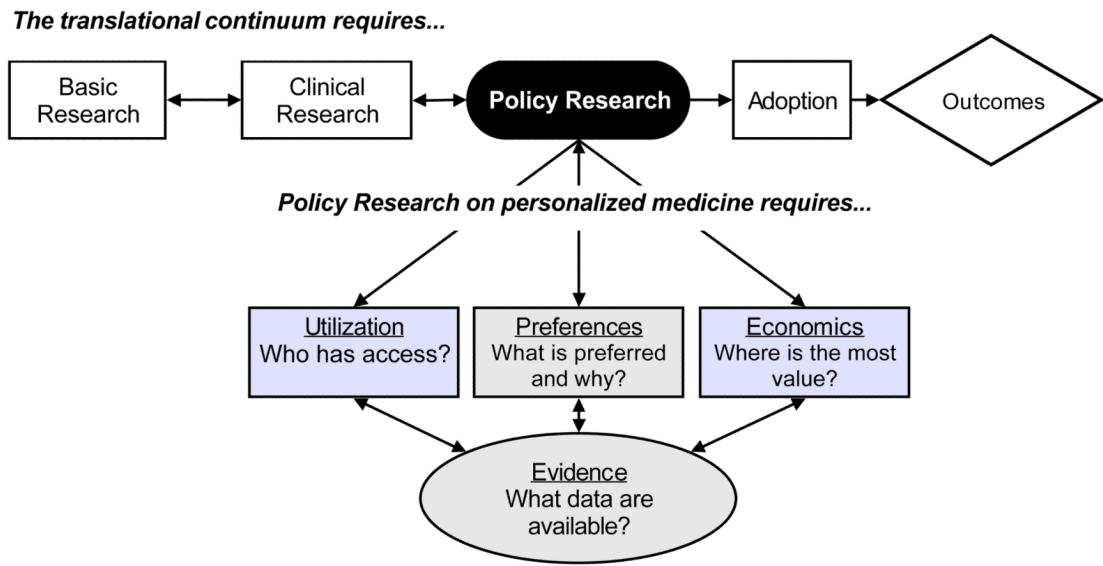 The translational continuum requires...
Basic
Research
Clinical
Research
Policy Research
Adoption
Outcomes
Policy Research on personalized medicine requires...
Utilization
Who has access?
Preferences
What is preferred
and why?
Economics
Where is the most
value?
Evidence
What data are
available?